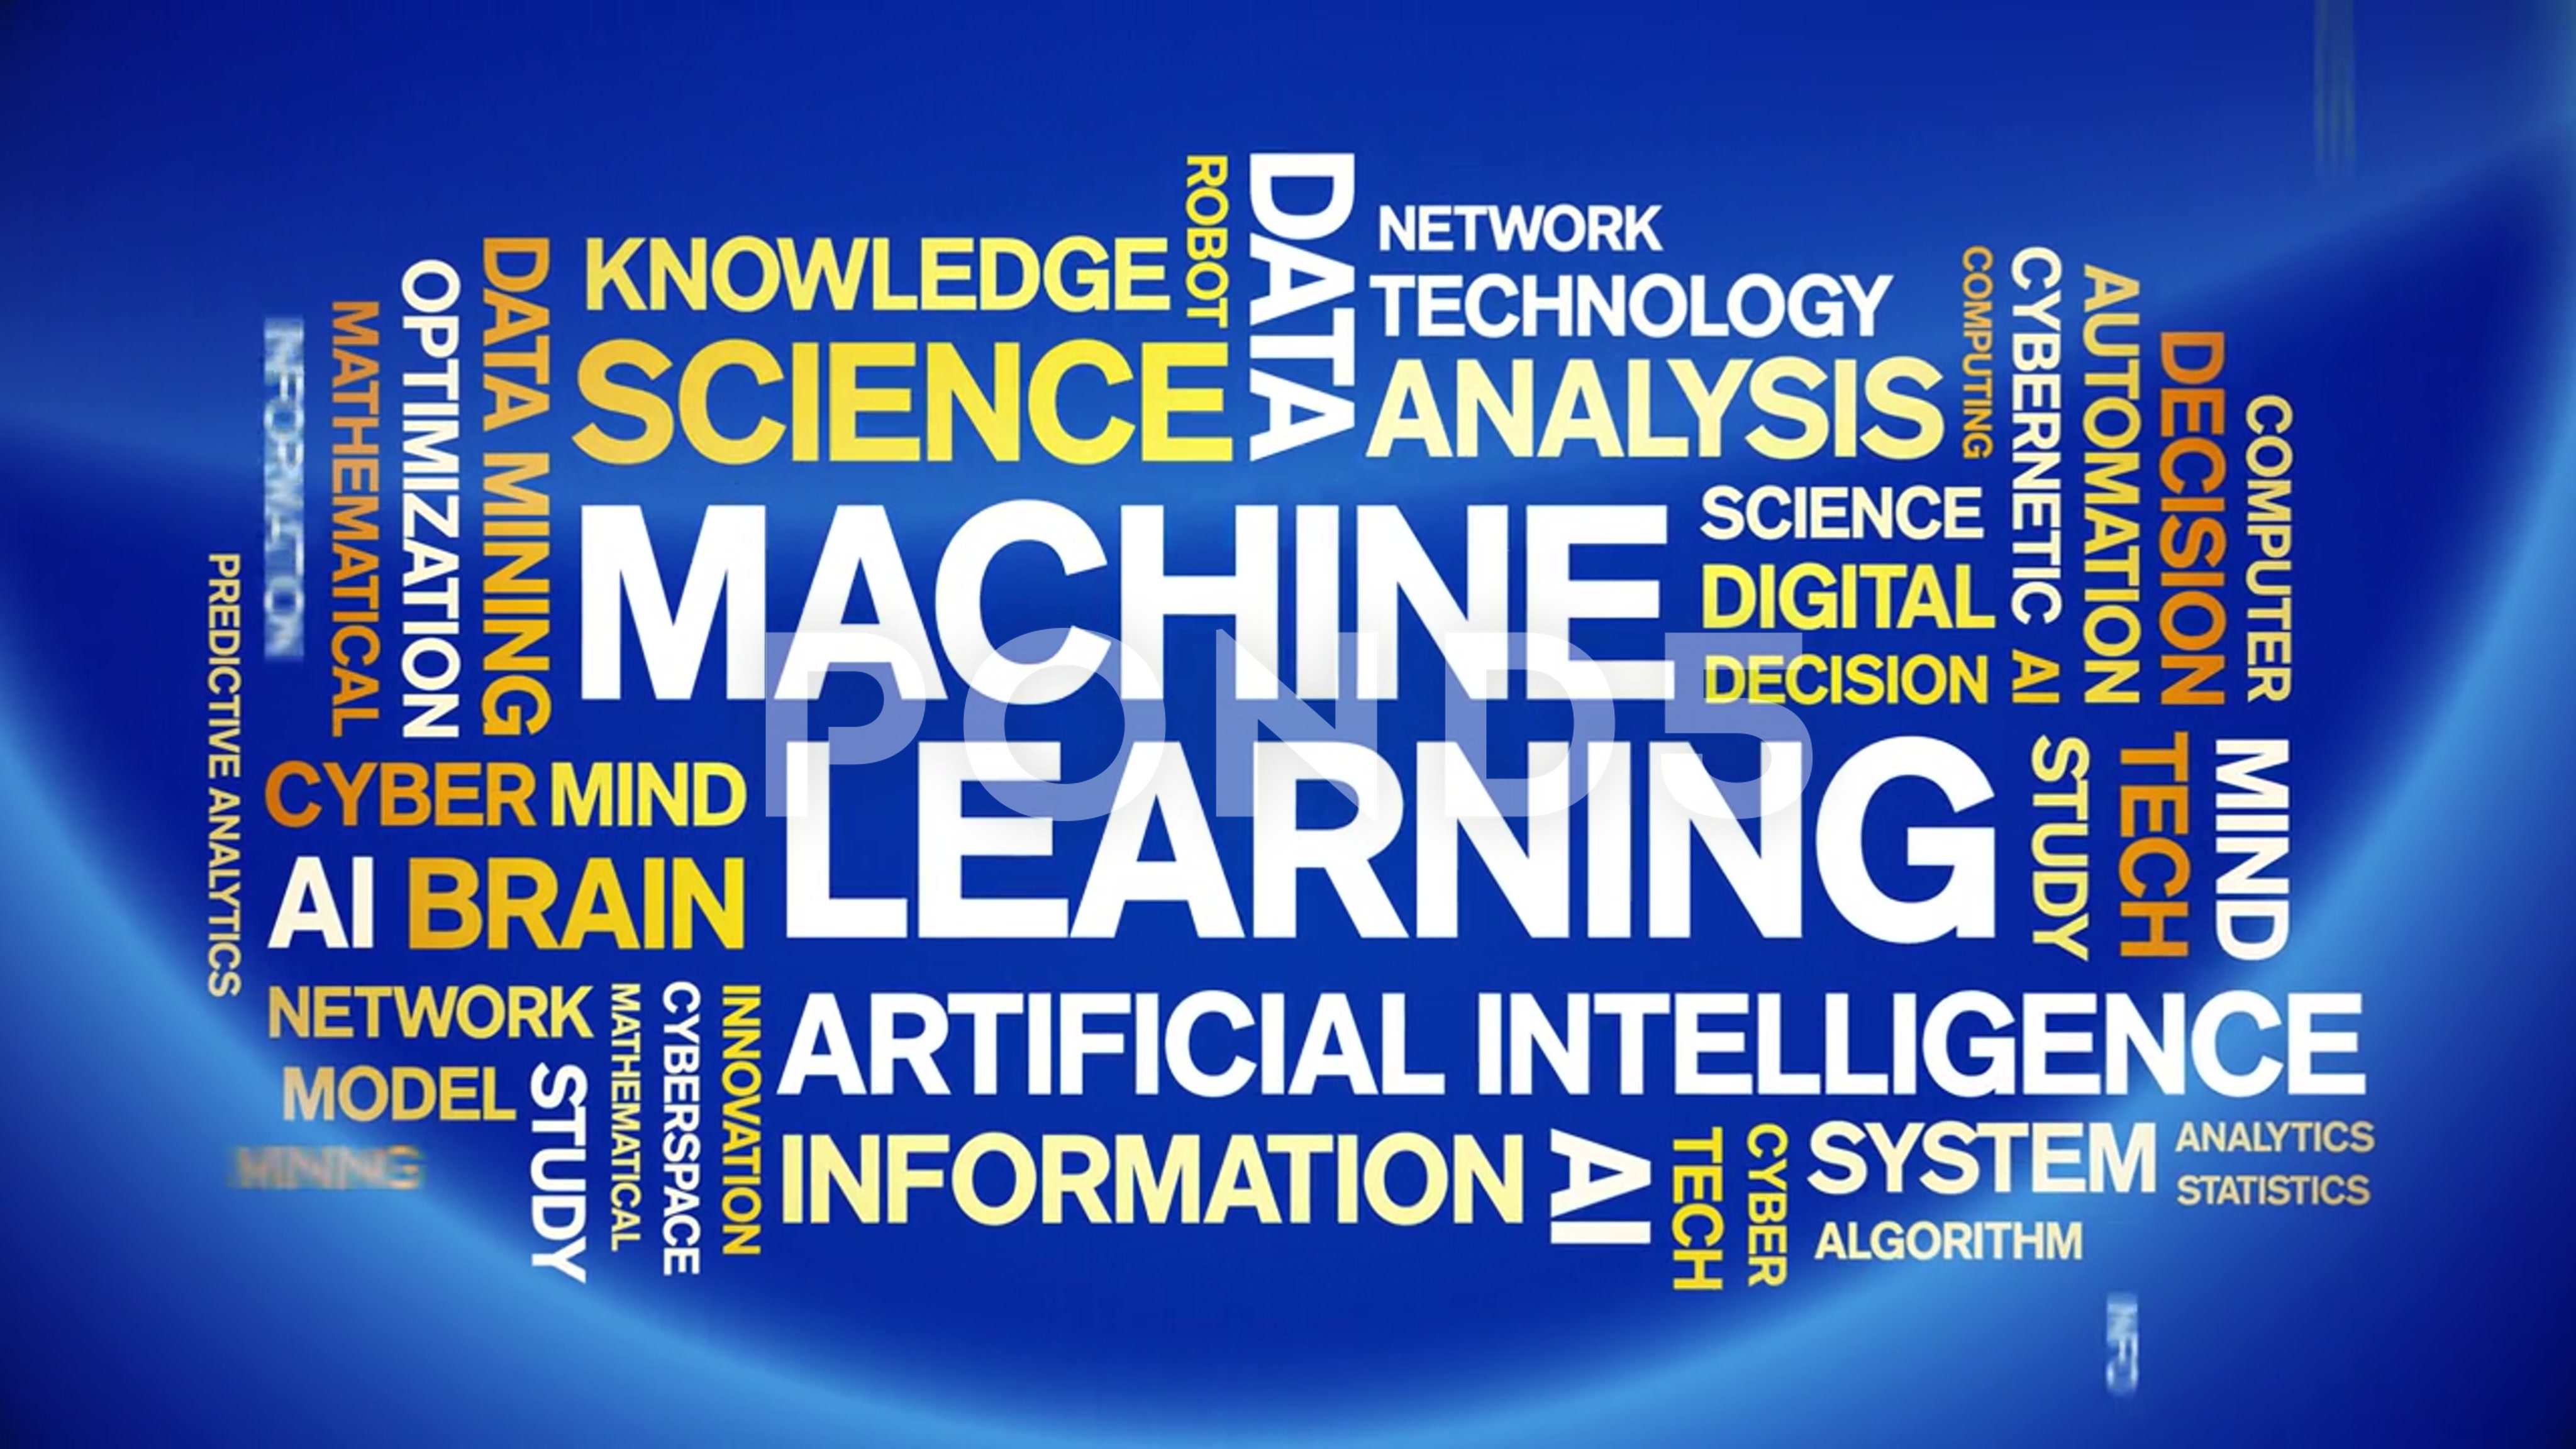 ROBOT
DATA
NETWORK
KNOWLEDGE
TECHNOLOGY
SCIENCE
ANALYSIS
COMPUTING
CYBERNETIC
AUTOMATION
DECISION
COMPUTER
DATA MINING
OPTIMIZATION
MATHEMATICAL
INFORMATION
PREDICTIVE ANALYTICS
MACHINE
SCIENCE
DIGITAL
DECISION
AI
POND5
CYBER MIND
LEARNING
STUDY
TECH
MIND
AI BRAIN
NETWORK
MATHEMATICAL
CYBERSPACE
INNOVATION
ARTIFICIAL INTELLIGENCE
MODEL
STUDY
MINING
INFORMATION
AI
TECH
CYBER
SYSTEM
ANALYTICS
STATISTICS
ALGORITHM